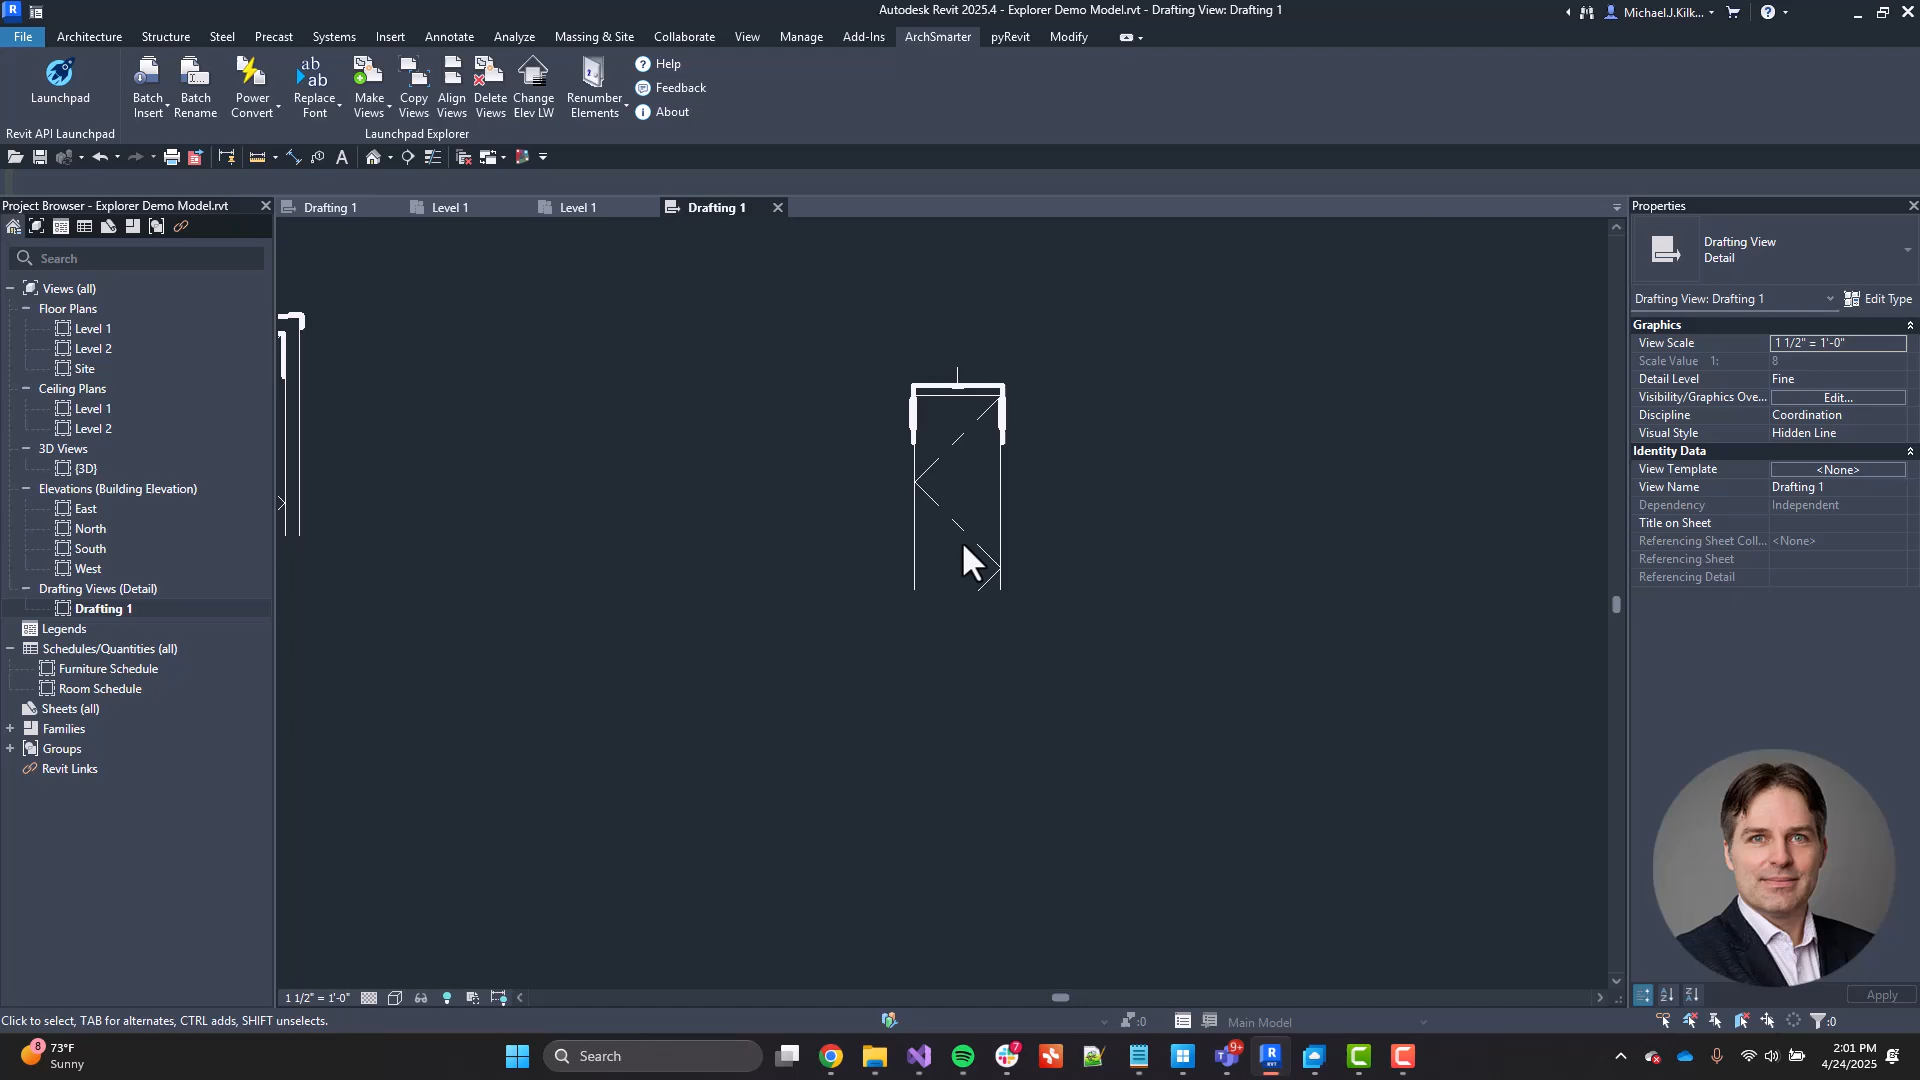 R
Autodesk Revit 2025.4 - Explorer Demo Model.rvt - Drafting View: Drafting 1
Michael.J.Kilk...
File
Architecture
Structure
Steel
Precast
Systems
Insert
Annotate
Analyze
Massing & Site
Collaborate
View
Manage
Add-Ins
ArchSmarter
pyRevit
Modify
Launchpad
Batch Insert
Batch Rename
Power Convert
ab
ab
Replace Font
Make Views
Copy Views
Align Views
Delete Views
Change Elev LW
Renumber Elements
Help
Feedback
About
Revit API Launchpad
Launchpad Explorer
Project Browser - Explorer Demo Model.rvt
Drafting 1
Level 1
Level 1
Drafting 1
Properties
Search
Views (all)
Floor Plans
Level 1
Level 2
Site
Ceiling Plans
Level 1
Level 2
3D Views
{3D}
Elevations (Building Elevation)
East
North
South
West
Drafting Views (Detail)
Drafting 1
Legends
Schedules/Quantities (all)
Furniture Schedule
Room Schedule
Sheets (all)
Families
Groups
Revit Links
Drafting View
Detail
Drafting View: Drafting 1
Edit Type
Graphics
View Scale 1 1/2" = 1'-0"
Scale Value 1: 8
Detail Level Fine
Visibility/Graphics Ove... Edit...
Discipline Coordination
Visual Style Hidden Line
Identity Data
View Template <None>
View Name Drafting 1
Dependency Independent
Title on Sheet
Referencing Sheet Coll... <None>
Referencing Sheet
Referencing Detail
Apply
1 1/2" = 1'-0"
Click to select, TAB for alternates, CTRL adds, SHIFT unselects.
:0
Main Model
:0
8
73°F
Sunny
Search
7
9+
R
RVT
2:01 PM
4/24/2025